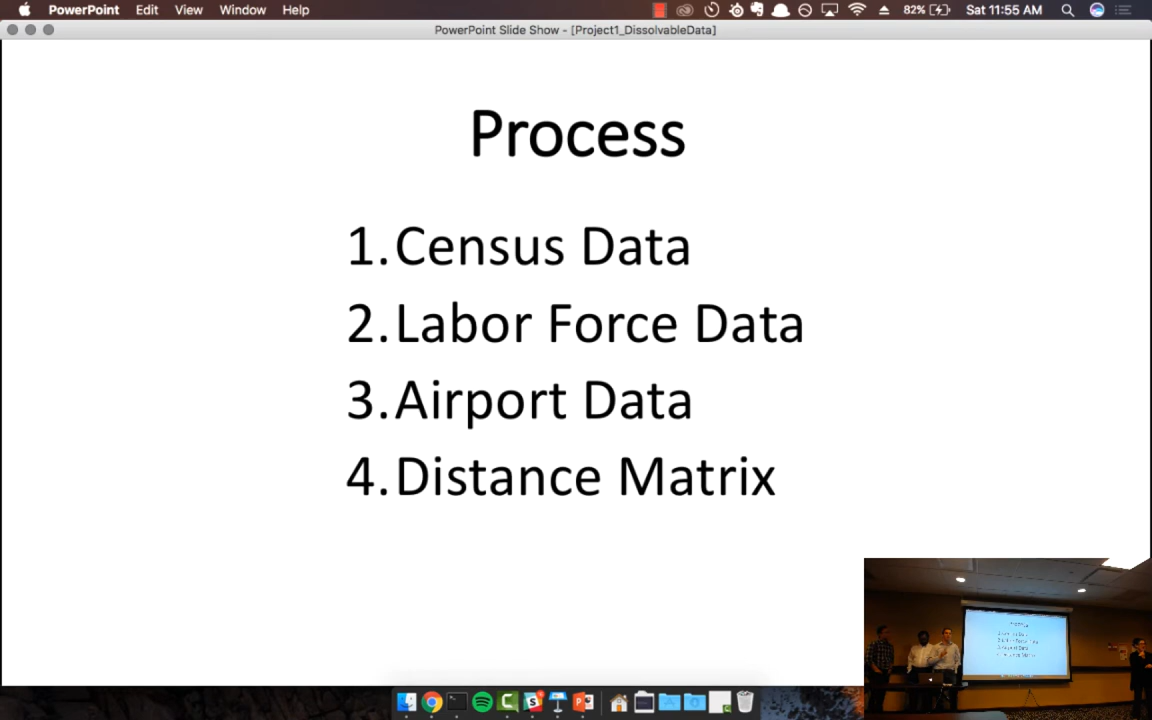 PowerPoint Edit View Window Help 82% Sat 11:55 AM
PowerPoint Slide Show - [Project1_DissolvableData]
Process
1. Census Data
2. Labor Force Data
3. Airport Data
4. Distance Matrix
Process